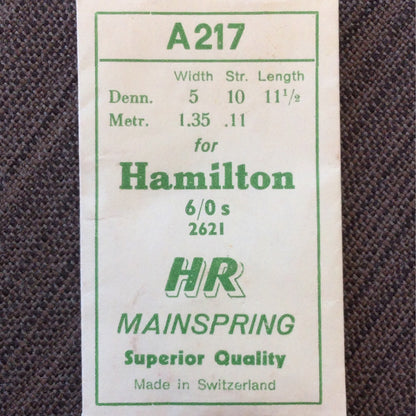 A217
Width Str. Length
Denn. 5 10 11½
Metr. 1.35 .11
for
Hamilton
6/0 s
2621
HR
MAINSPRING
Superior Quality
Made in Switzerland